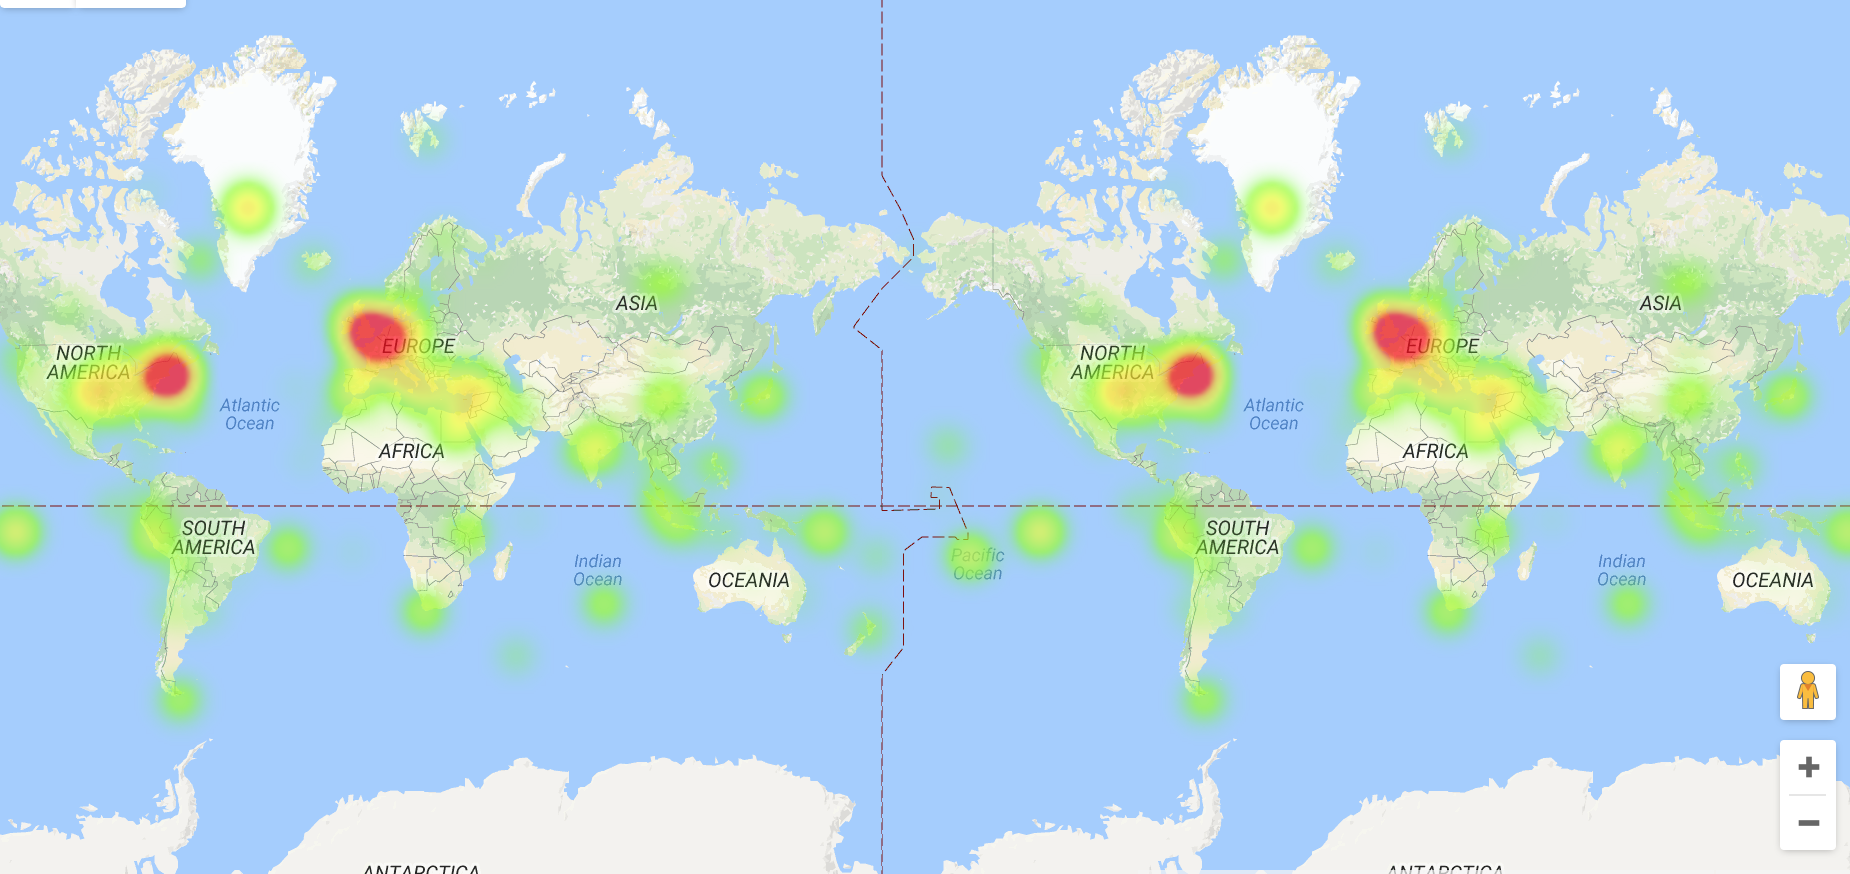 ASIA
ASIA
EUROPE
EUROPE
NORTH
AMERICA
NORTH
AMERICA
Atlantic
Ocean
Atlantic
Ocean
AFRICA
AFRICA
SOUTH
AMERICA
SOUTH
AMERICA
Indian
Ocean
Pacific
Ocean
Indian
Ocean
OCEANIA
OCEANIA
ANTARCTICA
ANTARCTICA